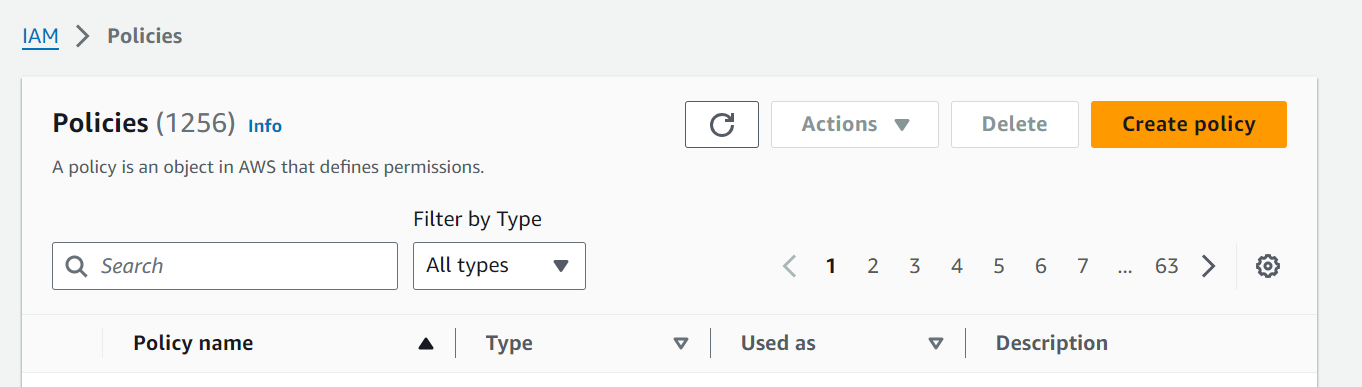 IAM > Policies
Policies (1256) Info
Actions
Delete
Create policy
A policy is an object in AWS that defines permissions.
Filter by Type
Search
All types
1 2 3 4 5 6 7 ... 63
Policy name
Type
Used as
Description